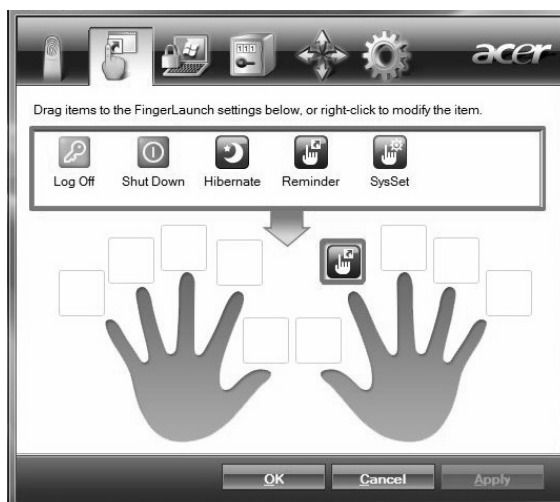 acer
Drag items to the FingerLaunch settings below, or right-click to modify the item.
Log Off Shut Down Hibernate Reminder SysSet
OK Cancel Apply